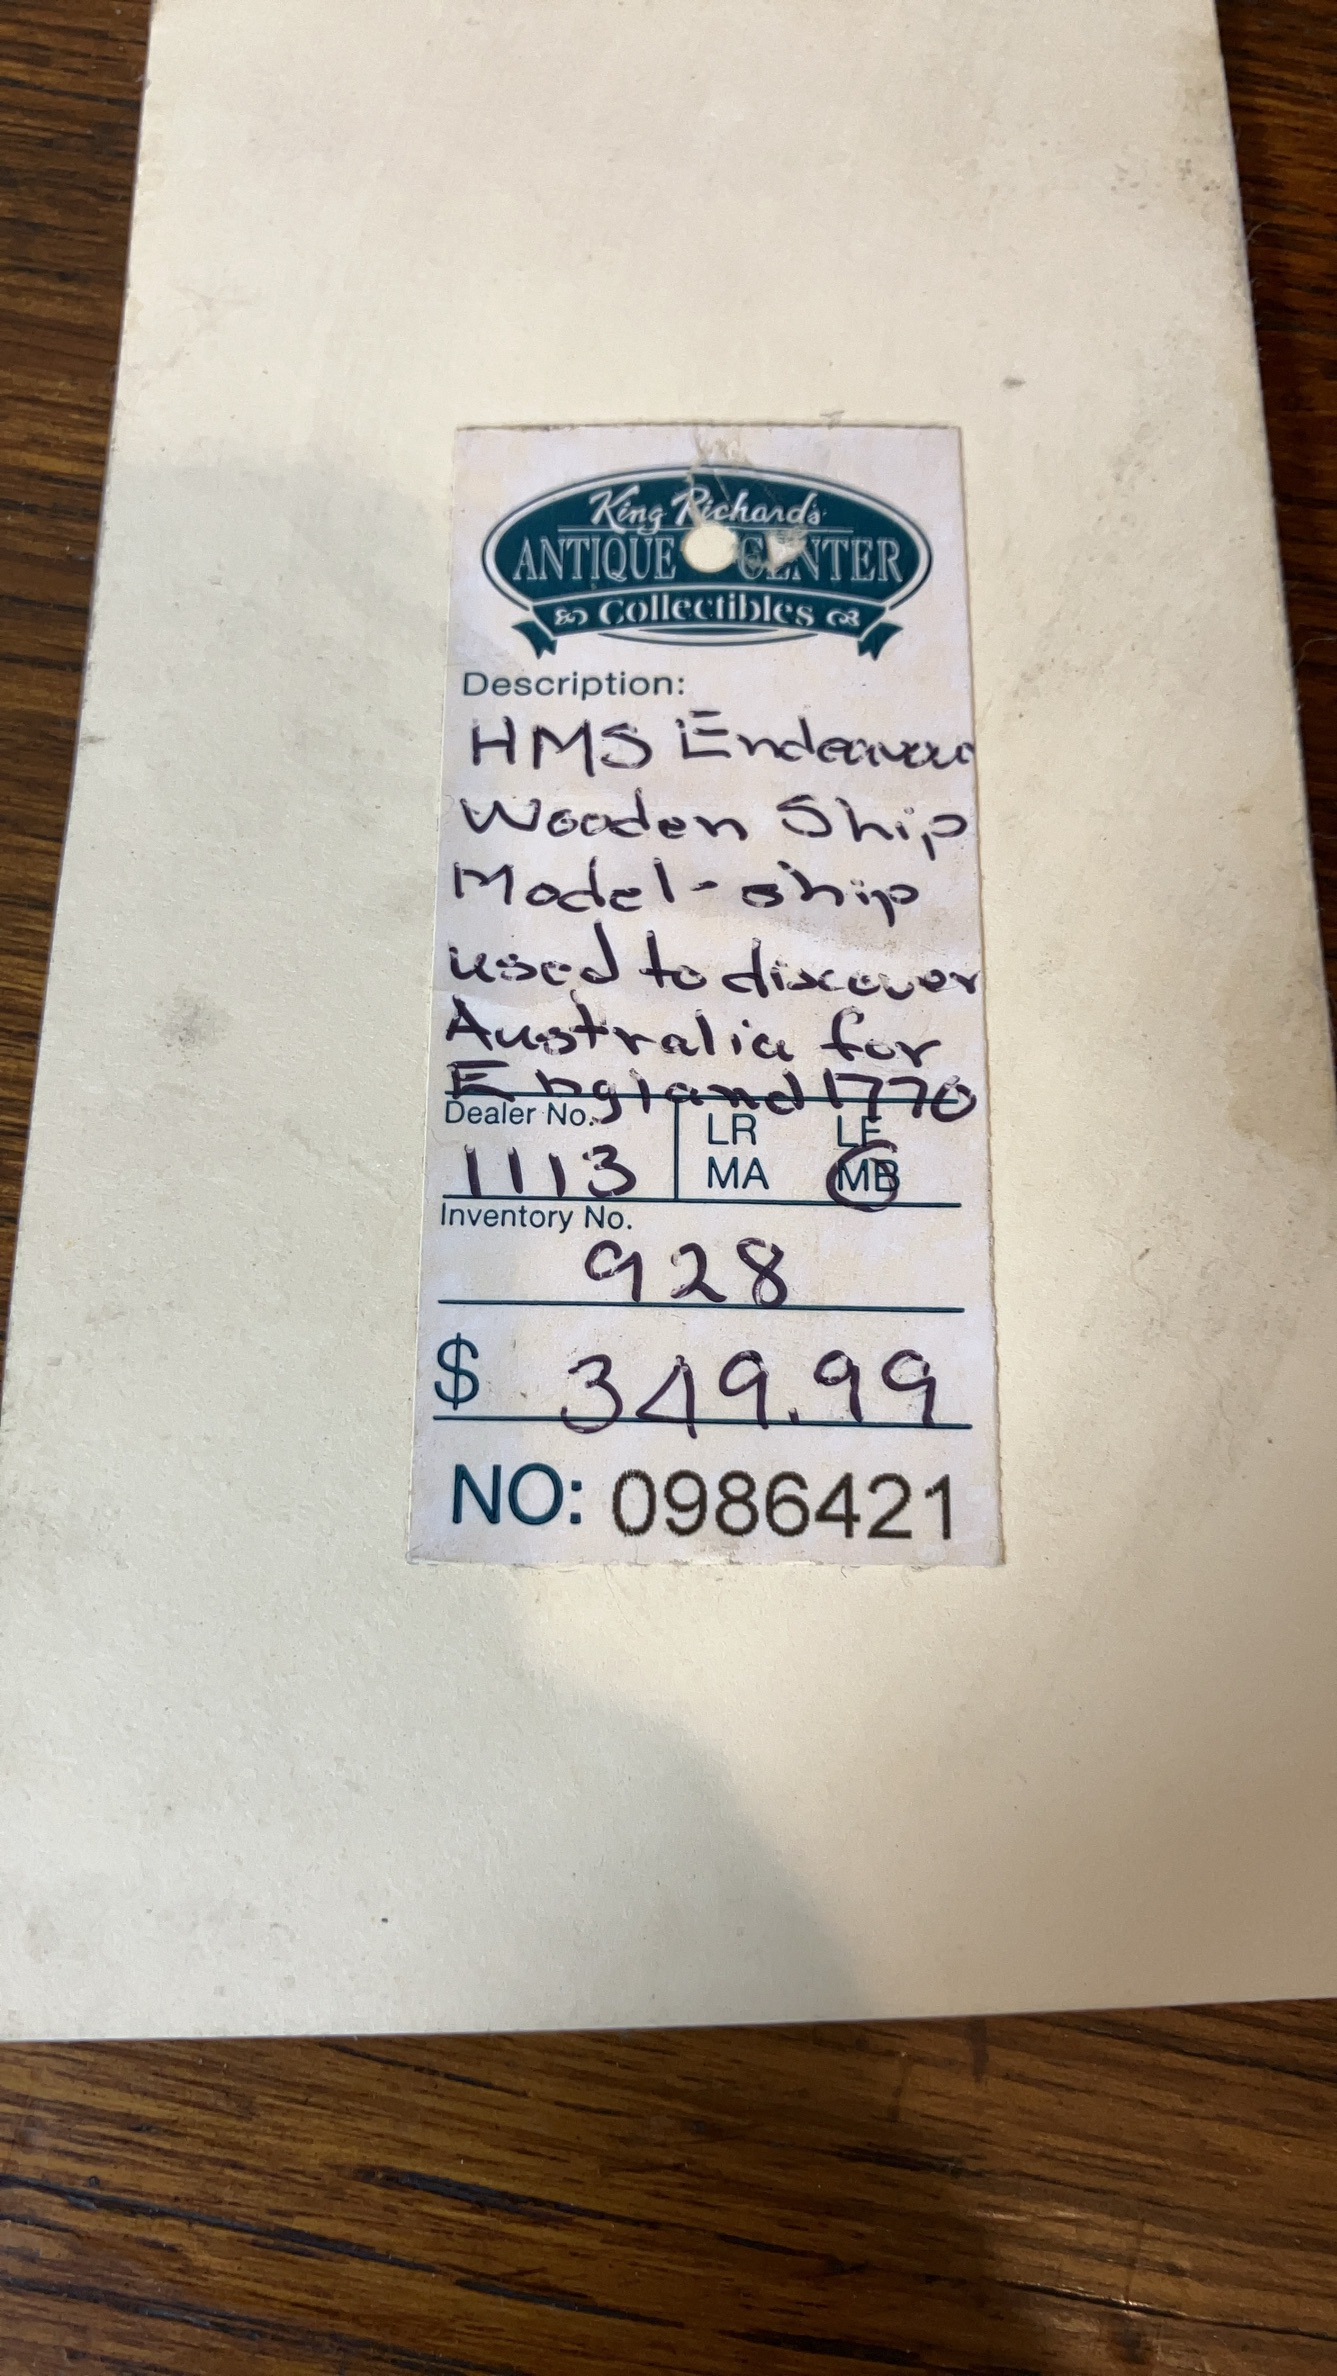 King Richard's
ANTIQUE CENTER
Collectibles
Description:
HMS Endeavour
Wooden Ship
Model - ship
used to discover
Australia for
England 1770
Dealer No.
1113
LR LF
MA MB
Inventory No.
928
$ 349.99
NO: 0986421